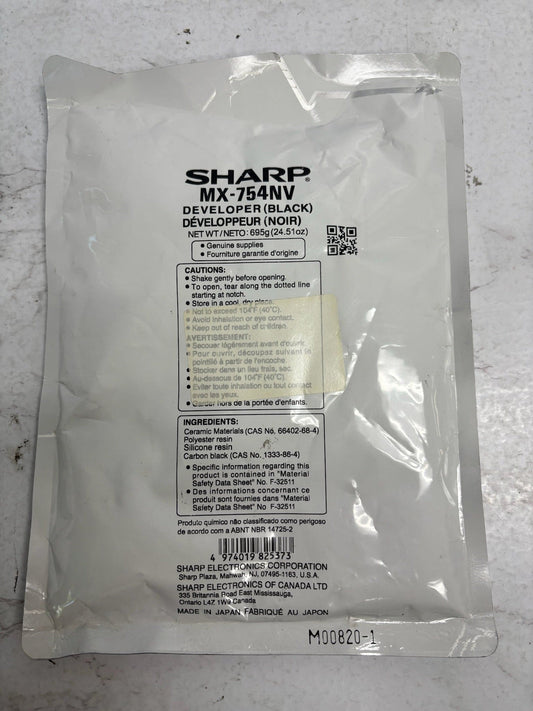 SHARP®
MX-754NV
DEVELOPER (BLACK)
DÉVELOPPEUR (NOIR)
NET WT/NETO: 695g (24.51oz)
● Genuine supplies
● Fourniture garantie d'origine
CAUTIONS:
● Shake gently before opening.
● To open, tear along the dotted line
starting at notch.
● Store in a cool, dry place.
● Not to exceed 104°F (40°C).
● Avoid inhalation or eye contact.
● Keep out of reach of children.
AVERTISSEMENT:
● Secouer légèrement avant d'ouvrir.
● Pour ouvrir, découpez suivant le
pointillé à partir de l'encoche.
● Stocker dans un lieu frais, sec.
● Au-dessous de 104°F (40°C).
● Eviter toute inhalation ou tout contact
avec les yeux.
● Garder hors de la portée d'enfants.
INGREDIENTS:
Ceramic Materials (CAS No. 66402-68-4)
Polyester resin
Silicone resin
Carbon black (CAS No. 1333-86-4)
● Specific information regarding this
product is contained in "Material
Safety Data Sheet" No. F-32511
● Des informations concernant ce
produit sont fournies dans "Material
Safety Data Sheet" No. F-32511
Produto químico não classificado como perigoso
de acordo com a ABNT NBR 14725-2
4 974019 825373
SHARP ELECTRONICS CORPORATION
Sharp Plaza, Mahwah, NJ, 07495-1163, U.S.A.
SHARP ELECTRONICS OF CANADA LTD
335 Britannia Road East Mississauga,
Ontario L4Z 1W9 Canada
MADE IN JAPAN FABRIQUÉ AU JAPON
M00820-1